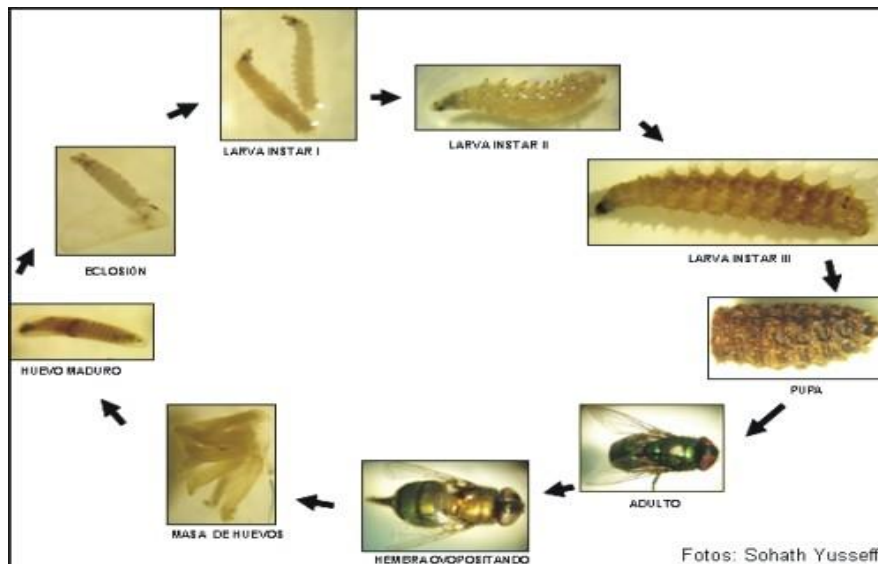 LARVA INSTAR I
LARVA INSTAR II
LARVA INSTAR III
PUPA
ADULTO
HEMBRA OVOPOSITANDO
MASA DE HUEVOS
HUEVO MADURO
ECLOSIÓN
Fotos: Sohath Yusseff